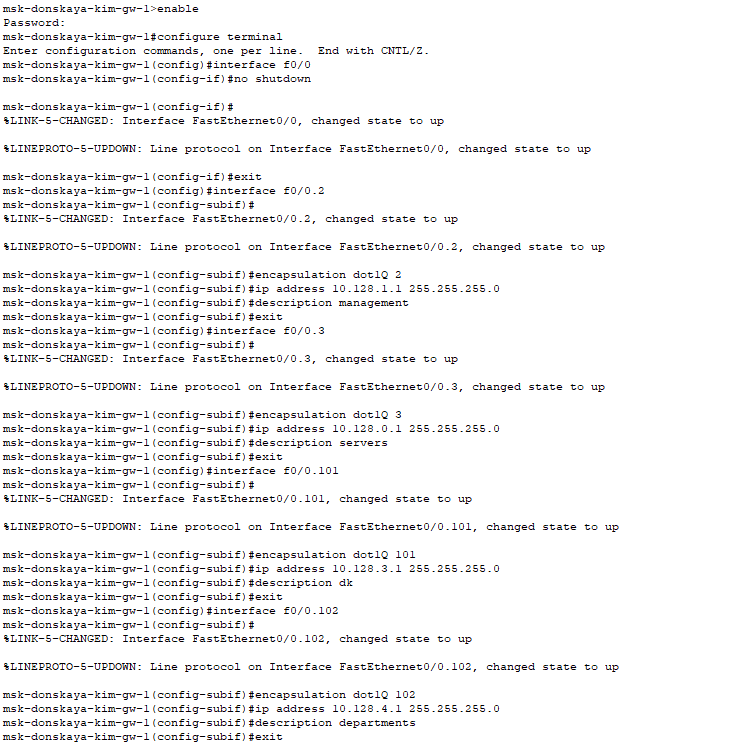 msk-donskaya-kim-gw-1>enable
Password:
msk-donskaya-kim-gw-1#configure terminal
Enter configuration commands, one per line.  End with CNTL/Z.
msk-donskaya-kim-gw-1(config)#interface f0/0
msk-donskaya-kim-gw-1(config-if)#no shutdown
msk-donskaya-kim-gw-1(config-if)#
%LINK-5-CHANGED: Interface FastEthernet0/0, changed state to up
%LINEPROTO-5-UPDOWN: Line protocol on Interface FastEthernet0/0, changed state to up
msk-donskaya-kim-gw-1(config-if)#exit
msk-donskaya-kim-gw-1(config)#interface f0/0.2
msk-donskaya-kim-gw-1(config-subif)#
%LINK-5-CHANGED: Interface FastEthernet0/0.2, changed state to up
%LINEPROTO-5-UPDOWN: Line protocol on Interface FastEthernet0/0.2, changed state to up
msk-donskaya-kim-gw-1(config-subif)#encapsulation dot1Q 2
msk-donskaya-kim-gw-1(config-subif)#ip address 10.128.1.1 255.255.255.0
msk-donskaya-kim-gw-1(config-subif)#description management
msk-donskaya-kim-gw-1(config-subif)#exit
msk-donskaya-kim-gw-1(config)#interface f0/0.3
msk-donskaya-kim-gw-1(config-subif)#
%LINK-5-CHANGED: Interface FastEthernet0/0.3, changed state to up
%LINEPROTO-5-UPDOWN: Line protocol on Interface FastEthernet0/0.3, changed state to up
msk-donskaya-kim-gw-1(config-subif)#encapsulation dot1Q 3
msk-donskaya-kim-gw-1(config-subif)#ip address 10.128.0.1 255.255.255.0
msk-donskaya-kim-gw-1(config-subif)#description servers
msk-donskaya-kim-gw-1(config-subif)#exit
msk-donskaya-kim-gw-1(config)#interface f0/0.101
msk-donskaya-kim-gw-1(config-subif)#
%LINK-5-CHANGED: Interface FastEthernet0/0.101, changed state to up
%LINEPROTO-5-UPDOWN: Line protocol on Interface FastEthernet0/0.101, changed state to up
msk-donskaya-kim-gw-1(config-subif)#encapsulation dot1Q 101
msk-donskaya-kim-gw-1(config-subif)#ip address 10.128.3.1 255.255.255.0
msk-donskaya-kim-gw-1(config-subif)#description dk
msk-donskaya-kim-gw-1(config-subif)#exit
msk-donskaya-kim-gw-1(config)#interface f0/0.102
msk-donskaya-kim-gw-1(config-subif)#
%LINK-5-CHANGED: Interface FastEthernet0/0.102, changed state to up
%LINEPROTO-5-UPDOWN: Line protocol on Interface FastEthernet0/0.102, changed state to up
msk-donskaya-kim-gw-1(config-subif)#encapsulation dot1Q 102
msk-donskaya-kim-gw-1(config-subif)#ip address 10.128.4.1 255.255.255.0
msk-donskaya-kim-gw-1(config-subif)#description departments
msk-donskaya-kim-gw-1(config-subif)#exit